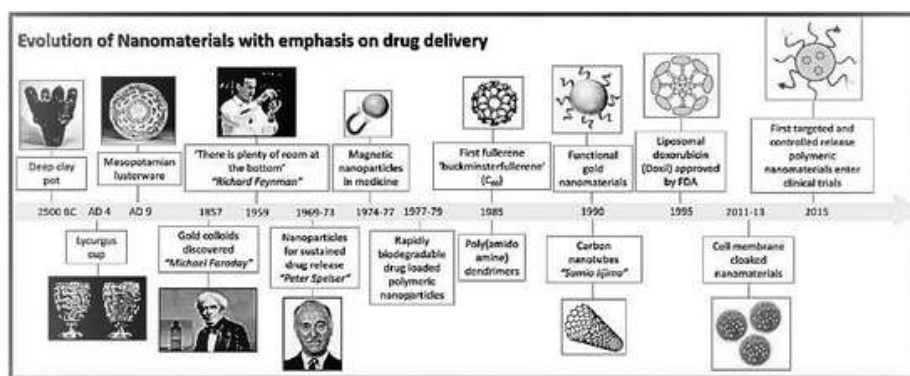 Evolution of Nanomaterials with emphasis on drug delivery
Deep clay
pot
Mesopotamian
lusterware
'There is plenty of room at
the bottom'
"Richard Feynman"
Magnetic
nanoparticles
in medicine
First fullerene
'buckminsterfullerene'
(C60)
Functional
gold
nanomaterials
Liposomal
doxorubicin
(Doxil) approved
by FDA
First targeted and
controlled release
polymeric
nanomaterials enter
clinical trials
2500 BC
AD 4
AD 9
1857
1959
1969-73
1974-77
1977-79
1985
1990
1995
2011-13
2015
Lycurgus
cup
Gold colloids
discovered
"Michael Faraday"
Nanoparticles
for sustained
drug release
"Peter Speiser"
Rapidly
biodegradable
drug loaded
polymeric
nanoparticles
Poly(amido
amine)
dendrimers
Carbon
nanotubes
"Sumio Iijima"
Cell membrane
cloaked
nanomaterials